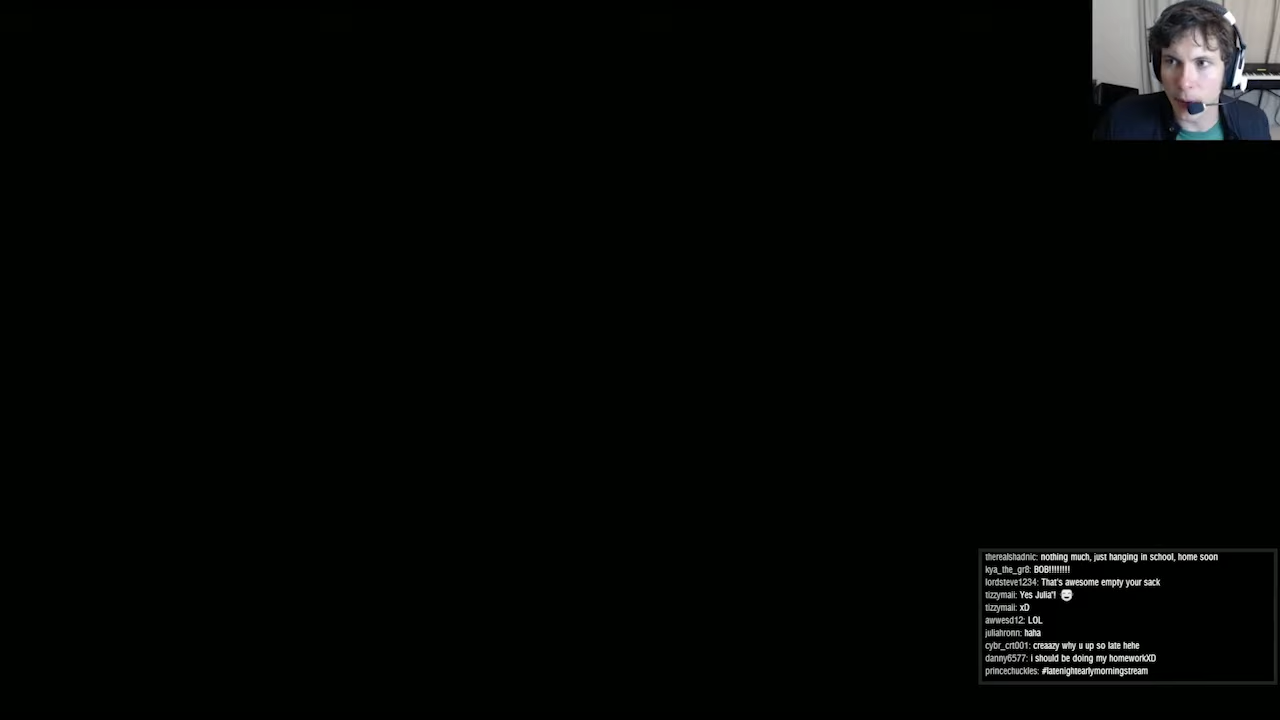 therealshadnic: nothing much, just hanging in school, home soon
kya_the_gr8: BOB!!!!!!!!
lordsteve1234: That's awesome empty your sack
tizzymaii: Yes Julia'!
tizzymaii: xD
awwesd12: LOL
juliahronn: haha
cybr_crt001: creaazy why u up so late hehe
danny6577: i should be doing my homeworkXD
princechuckles: #latenightearlymorningstream